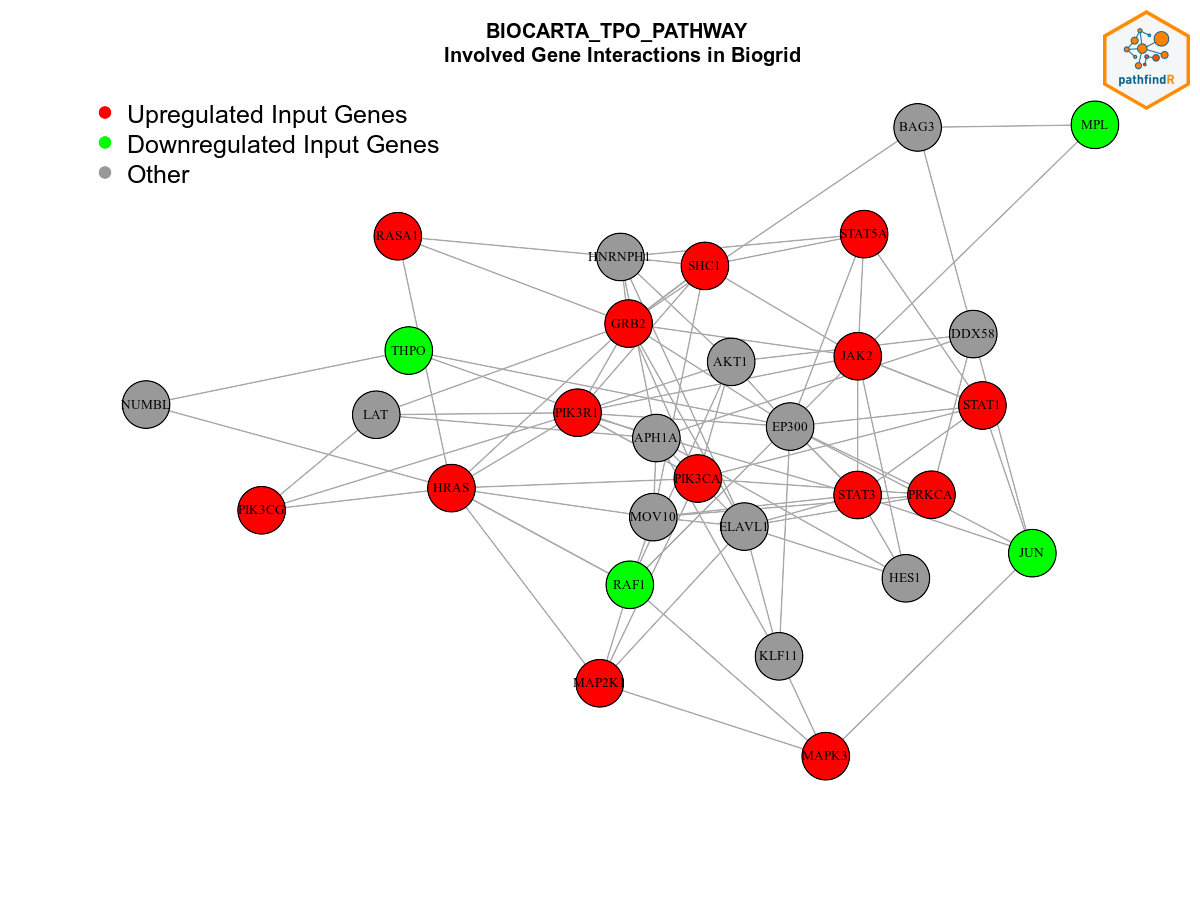 BIOCARTA_TPO_PATHWAY
Involved Gene Interactions in Biogrid
pathfindR
Upregulated Input Genes
Downregulated Input Genes
Other
BAG3
MPL
RASA1
STAT5A
HNRNPH1
SHC1
GRB2
DDX58
THPO
AKT1
JAK2
NUMBL
LAT
PIK3R1
STAT1
EP300
APH1A
PIK3CA
HRAS
STAT3
PRKCA
PIK3CG
MOV10
ELAVL1
JUN
RAF1
HES1
KLF11
MAP2K1
MAPK3